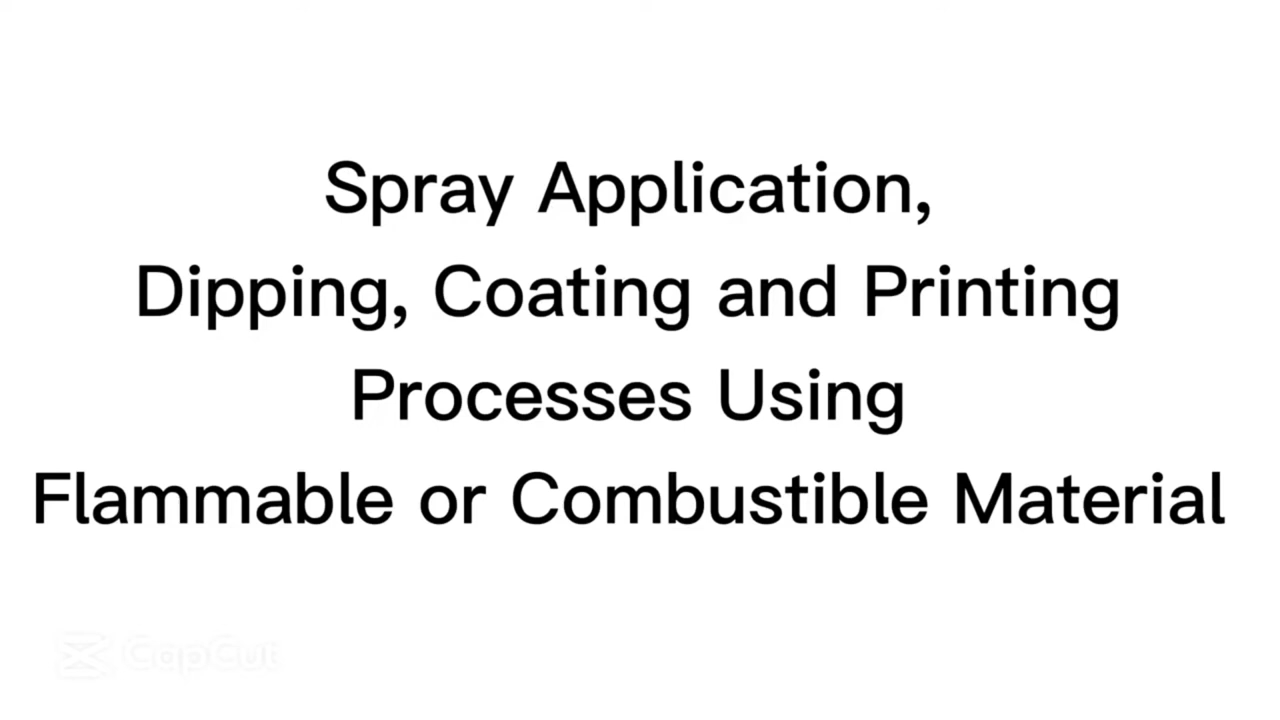 Spray Application,
Dipping, Coating and Printing
Processes Using
Flammable or Combustible Material
CapCut